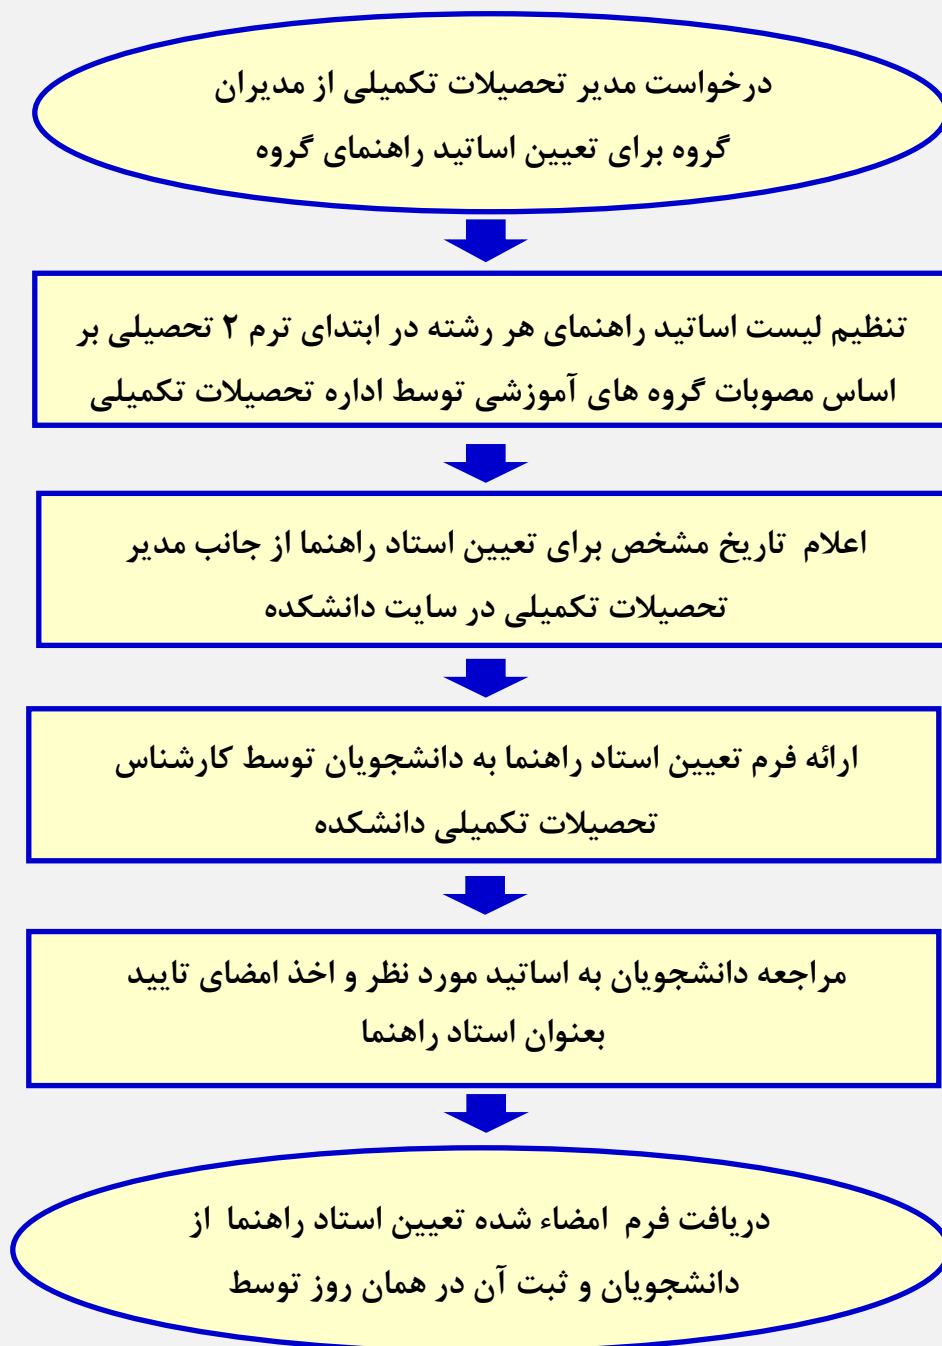 درخواست مدیر تحصیلات تکمیلی از مدیران
گروه برای تعیین اساتید راهنمای گروه
تنظیم لیست اساتید راهنمای هر رشته در ابتدای ترم ۲ تحصیلی بر
اساس مصوبات گروه های آموزشی توسط اداره تحصیلات تکمیلی
اعلام تاریخ مشخص برای تعیین استاد راهنما از جانب مدیر
تحصیلات تکمیلی در سایت دانشکده
ارائه فرم تعیین استاد راهنما به دانشجویان توسط کارشناس
تحصیلات تکمیلی دانشکده
مراجعه دانشجویان به اساتید مورد نظر و اخذ امضای تایید
بعنوان استاد راهنما
دریافت فرم امضاء شده تعیین استاد راهنما از
دانشجویان و ثبت آن در همان روز توسط